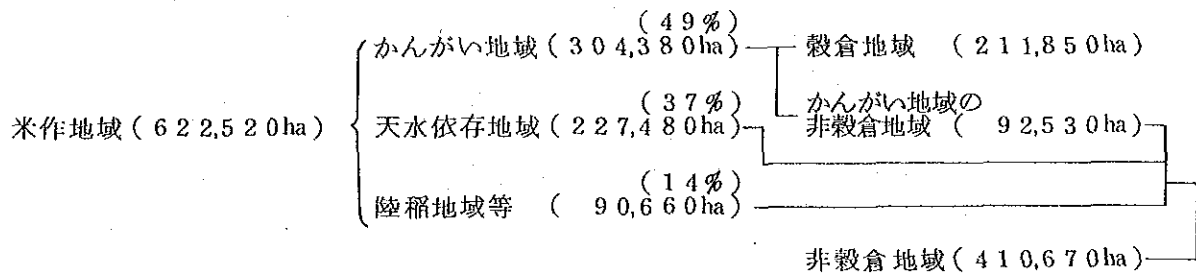 (49%)
かんがい地域(304,380ha) 穀倉地域 (211,850ha)
(37%) かんがい地域の
米作地域(622,520ha) 天水依存地域(227,480ha) 非穀倉地域( 92,530ha)
(14%)
陸稲地域等 ( 90,660ha)
非穀倉地域(410,670ha)